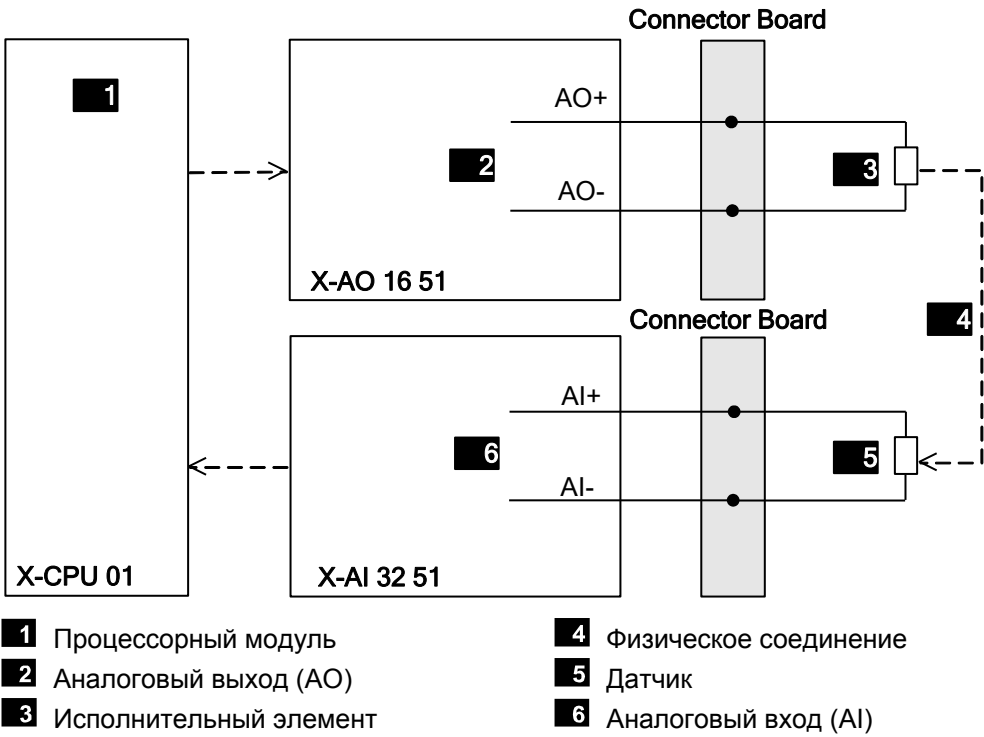 Connector Board
1
AO+
2
3
AO-
X-AO 16 51
4
Connector Board
AI+
6
5
AI-
X-CPU 01
X-AI 32 51
1 Процессорный модуль
2 Аналоговый выход (AO)
3 Исполнительный элемент
4 Физическое соединение
5 Датчик
6 Аналоговый вход (AI)